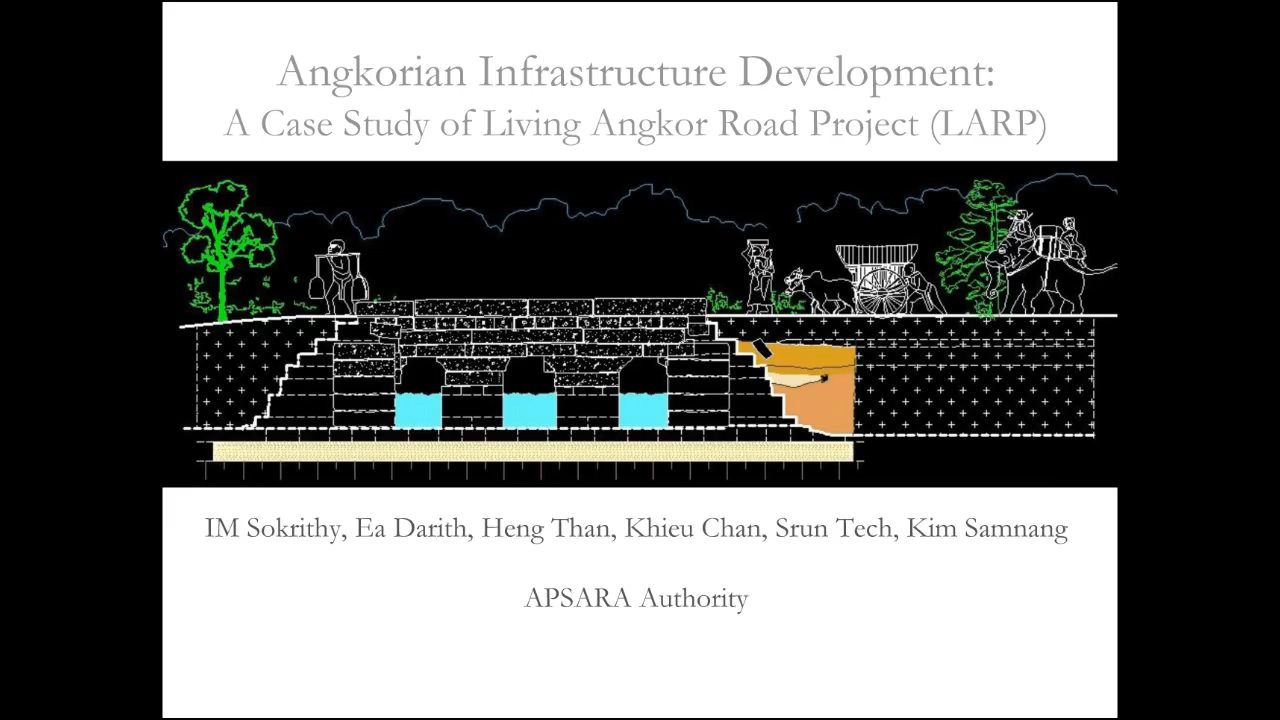 Angkorian Infrastructure Development:
A Case Study of Living Angkor Road Project (LARP)
IM Sokrithy, Ea Darith, Heng Than, Khieu Chan, Srun Tech, Kim Samnang
APSARA Authority